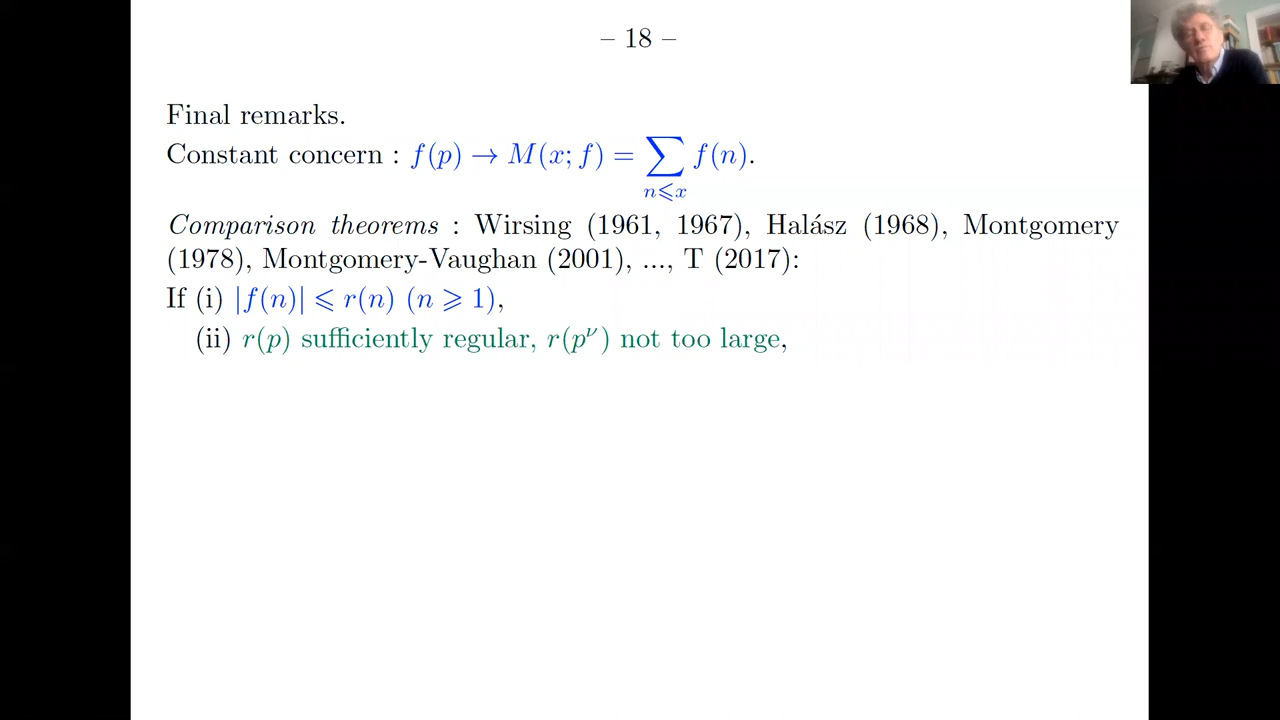 – 18 –
Final remarks.
Constant concern : f(p) → M(x; f) = ∑_{n⩽x} f(n).
Comparison theorems : Wirsing (1961, 1967), Halász (1968), Montgomery
(1978), Montgomery-Vaughan (2001), ..., T (2017):
If (i) |f(n)| ⩽ r(n) (n ⩾ 1),
(ii) r(p) sufficiently regular, r(p^ν) not too large,